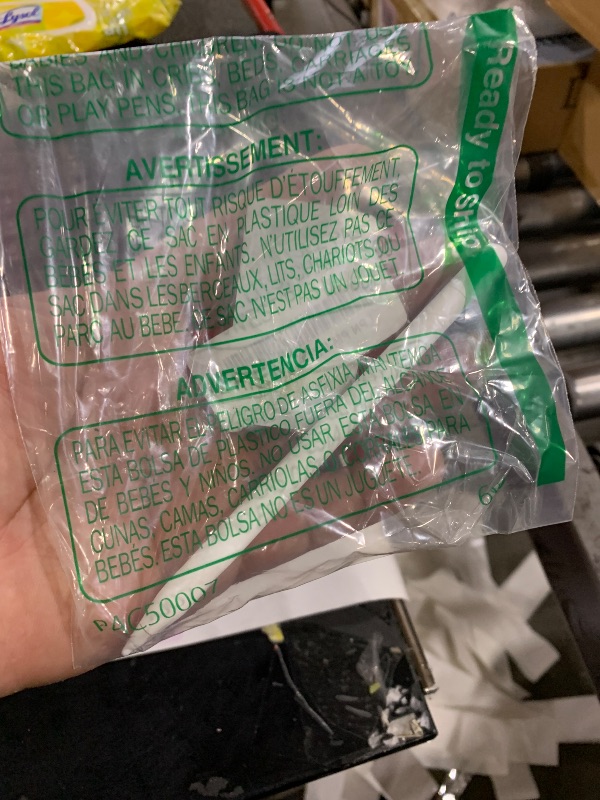 Lysol
BABIES AND CHILDREN. DO NOT USE
THIS BAG IN CRIBS, BEDS, CARRIAGES
OR PLAY PENS. THIS BAG IS NOT A TOY.
AVERTISSEMENT:
POUR ÉVITER TOUT RISQUE D'ÉTOUFFEMENT,
GARDEZ CE SAC EN PLASTIQUE LOIN DES
BÉBÉS ET LES ENFANTS. N'UTILISEZ PAS CE
SAC DANS LES BERCEAUX, LITS, CHARIOTS OU
PARC AU BEBE. CE SAC N'EST PAS UN JOUET.
ADVERTENCIA:
PARA EVITAR EL PELIGRO DE ASFIXIA MANTENGA
ESTA BOLSA DE PLASTICO FUERA DEL ALCANCE
DE BEBES Y NIÑOS. NO USAR ESTA BOLSA EN
CUNAS, CAMAS, CARRIOLAS O PARA
BEBÉS. ESTA BOLSA NO ES UN JUGUETE.
PAC50007
Ready to Ship